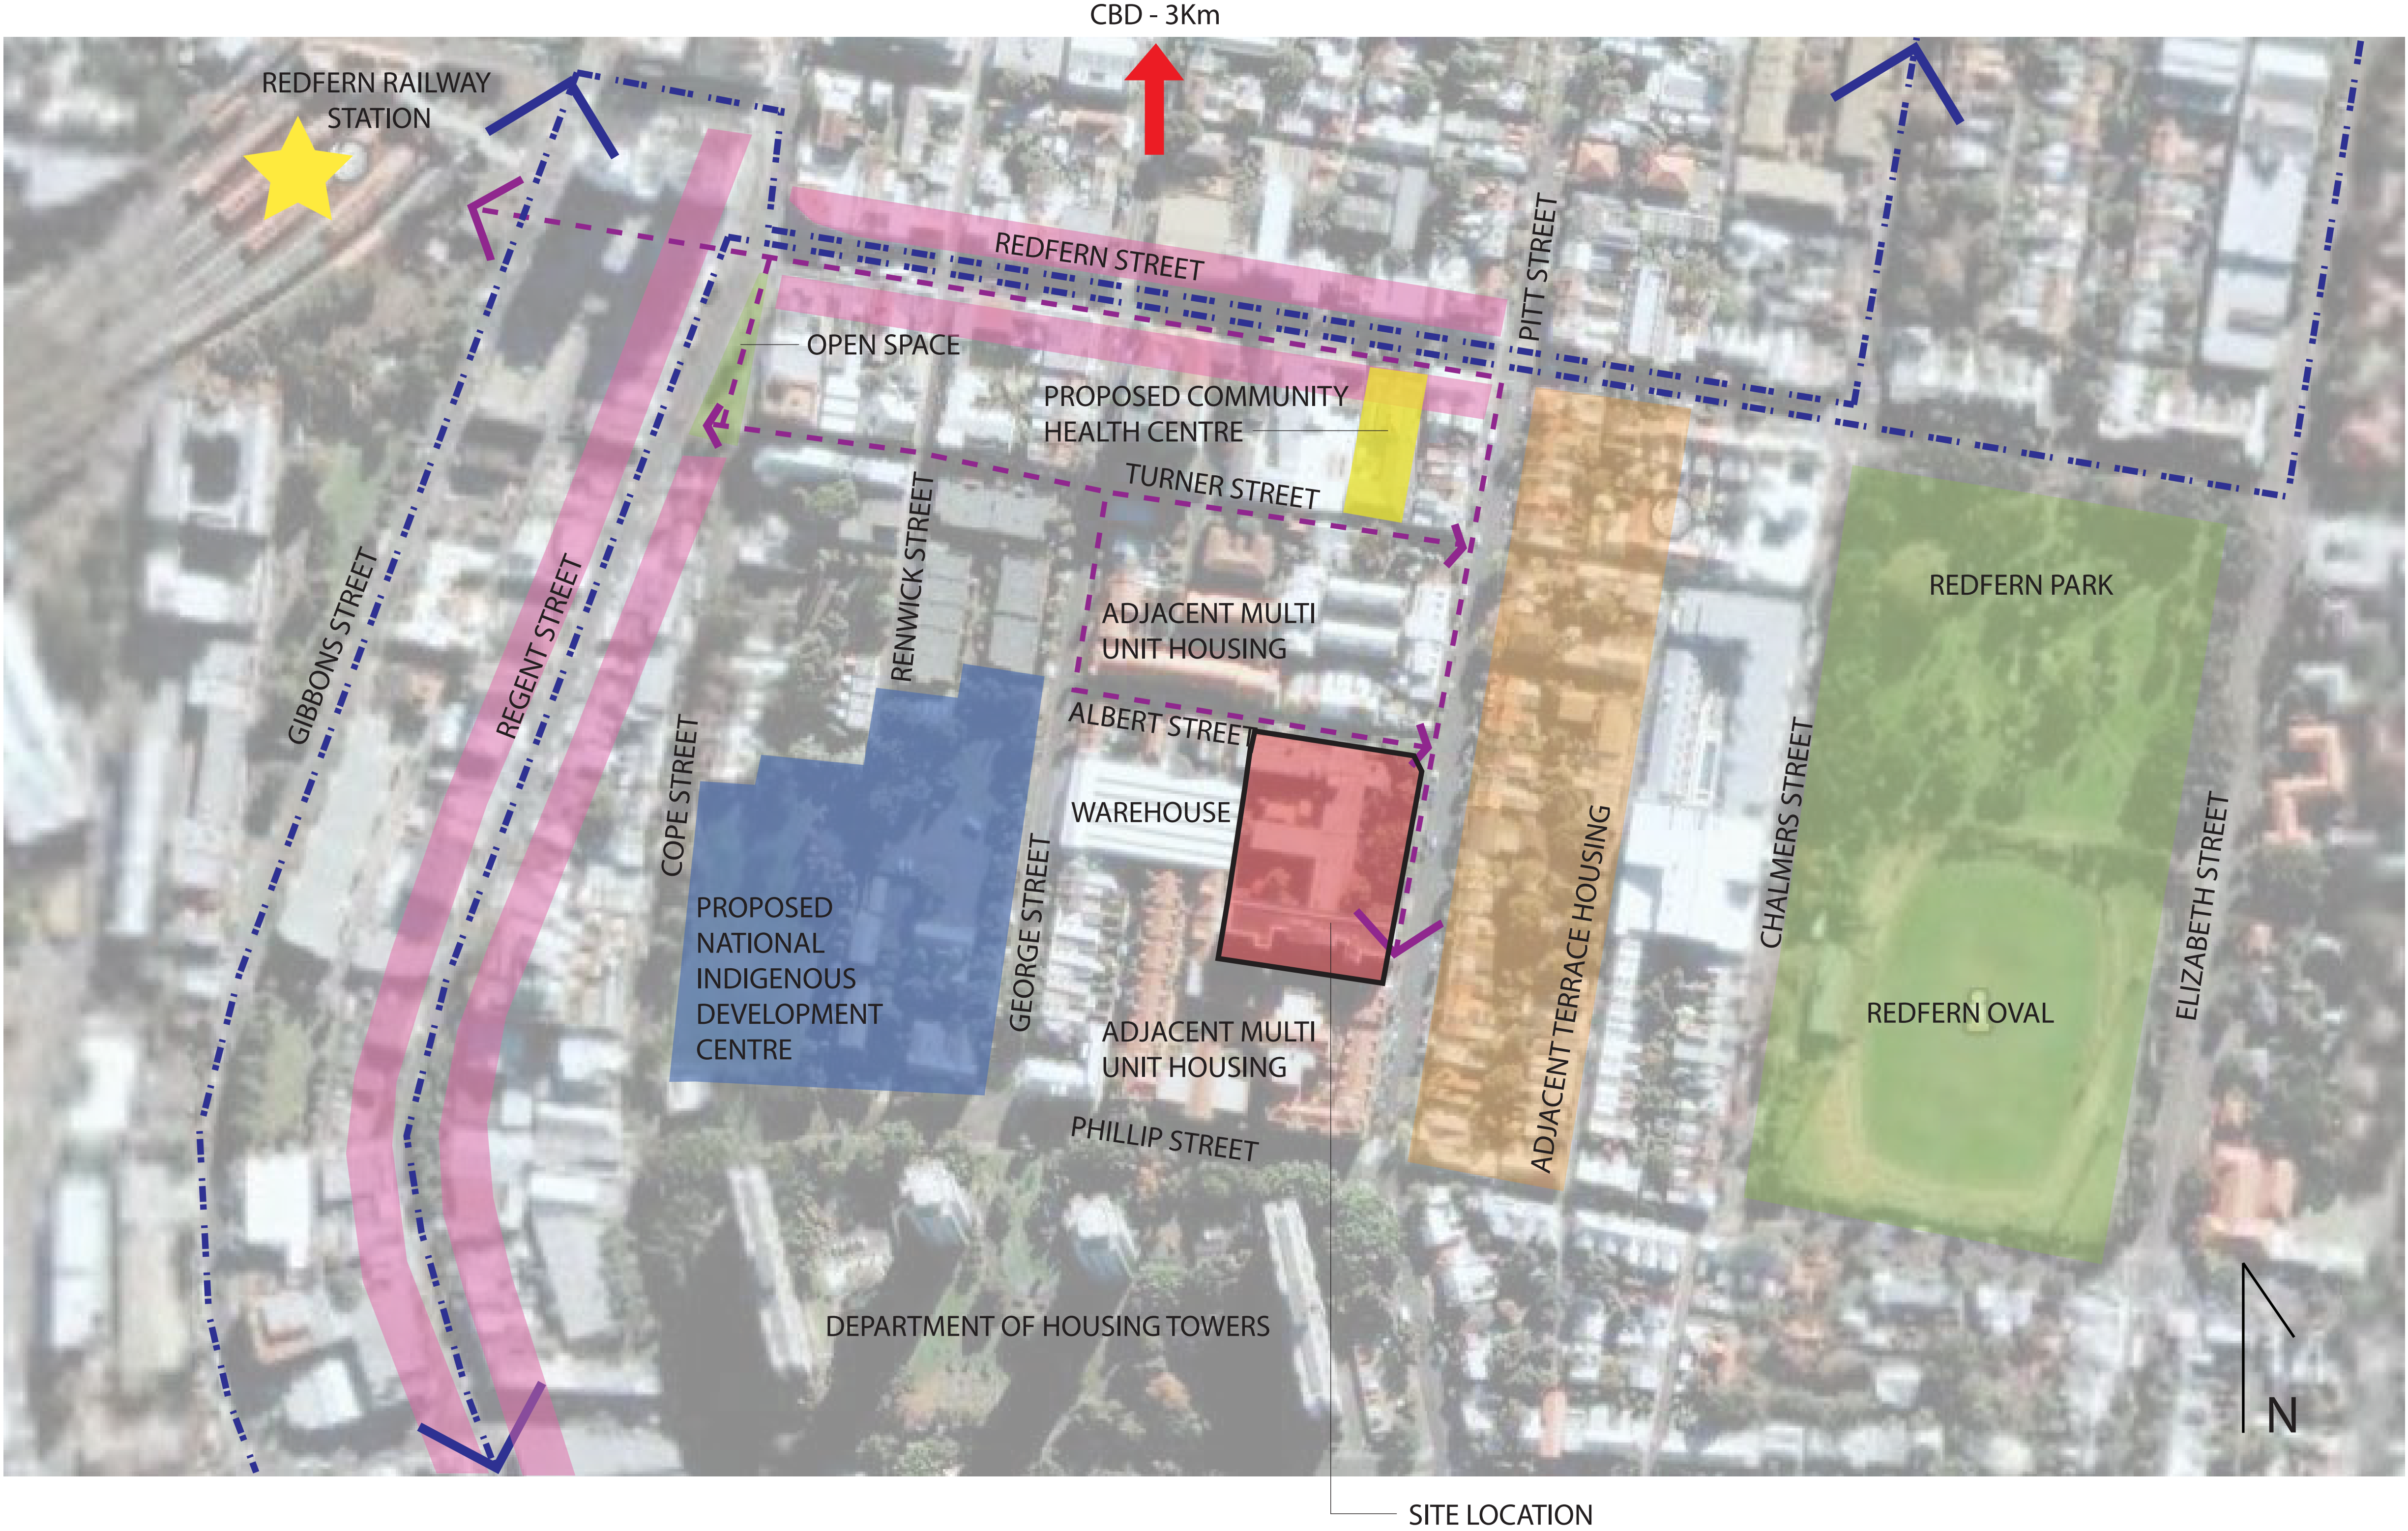 CBD - 3Km
REDFERN RAILWAY
STATION
REDFERN STREET
PITT STREET
OPEN SPACE
PROPOSED COMMUNITY
HEALTH CENTRE
TURNER STREET
RENWICK STREET
GIBBONS STREET
REGENT STREET
ADJACENT MULTI
UNIT HOUSING
REDFERN PARK
ALBERT STREET
COPE STREET
WAREHOUSE
CHALMERS STREET
ELIZABETH STREET
PROPOSED
NATIONAL
INDIGENOUS
DEVELOPMENT
CENTRE
GEORGE STREET
ADJACENT TERRACE HOUSING
REDFERN OVAL
ADJACENT MULTI
UNIT HOUSING
PHILLIP STREET
DEPARTMENT OF HOUSING TOWERS
N
SITE LOCATION